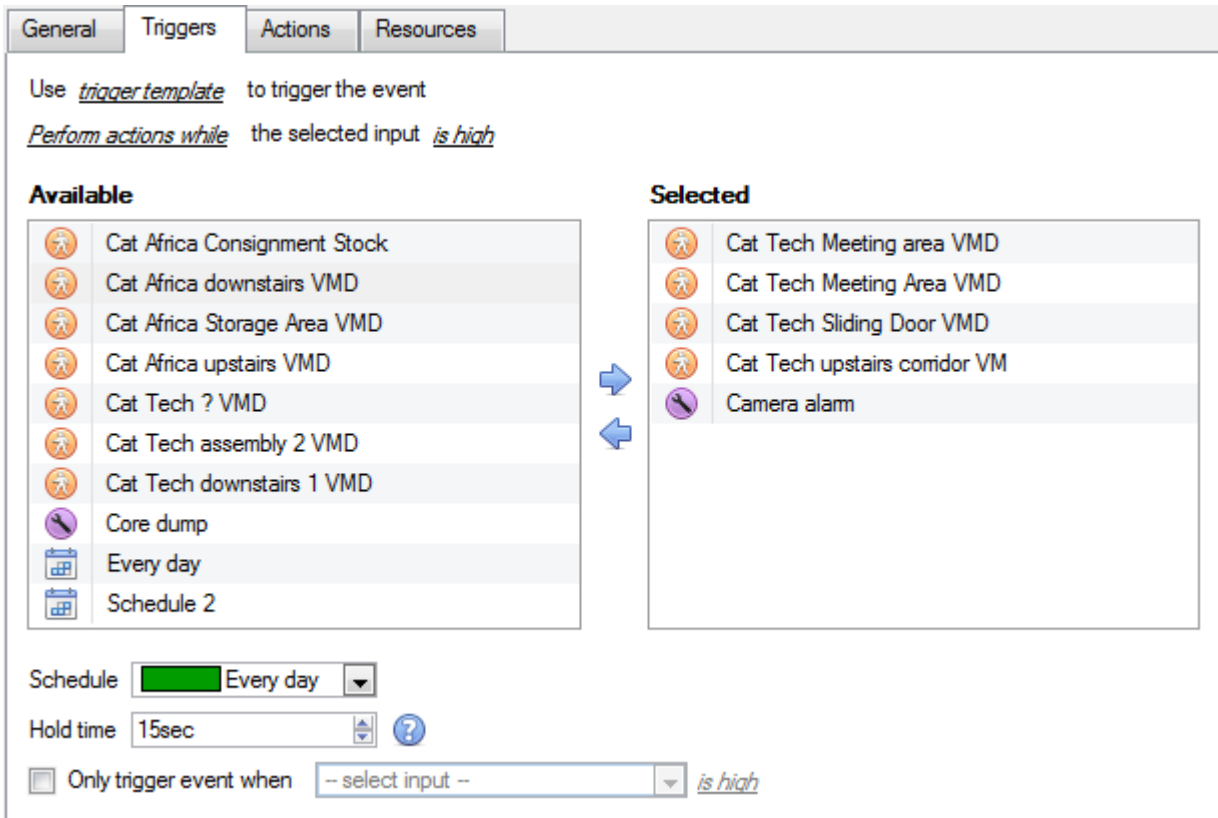 General Triggers Actions Resources
Use trigger template to trigger the event
Perform actions while the selected input is high
Available
Cat Africa Consignment Stock
Cat Africa downstairs VMD
Cat Africa Storage Area VMD
Cat Africa upstairs VMD
Cat Tech ? VMD
Cat Tech assembly 2 VMD
Cat Tech downstairs 1 VMD
Core dump
Every day
Schedule 2
Selected
Cat Tech Meeting area VMD
Cat Tech Meeting Area VMD
Cat Tech Sliding Door VMD
Cat Tech upstairs corridor VM
Camera alarm
Schedule Every day
Hold time 15sec ?
Only trigger event when -- select input -- is high